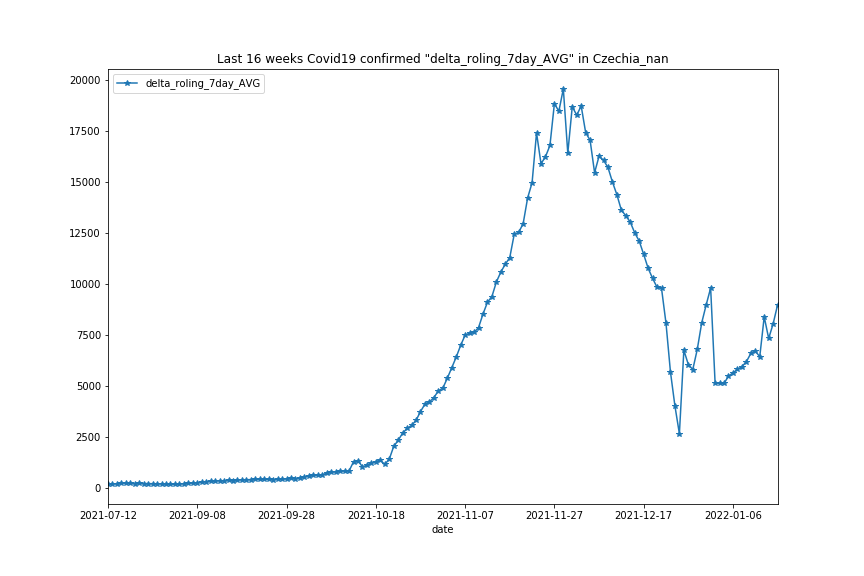 Last 16 weeks Covid19 confirmed "delta_roling_7day_AVG" in Czechia_nan
delta_roling_7day_AVG
20000
17500
15000
12500
10000
7500
5000
2500
0
2021-07-12 2021-09-08 2021-09-28 2021-10-18 2021-11-07 2021-11-27 2021-12-17 2022-01-06
date